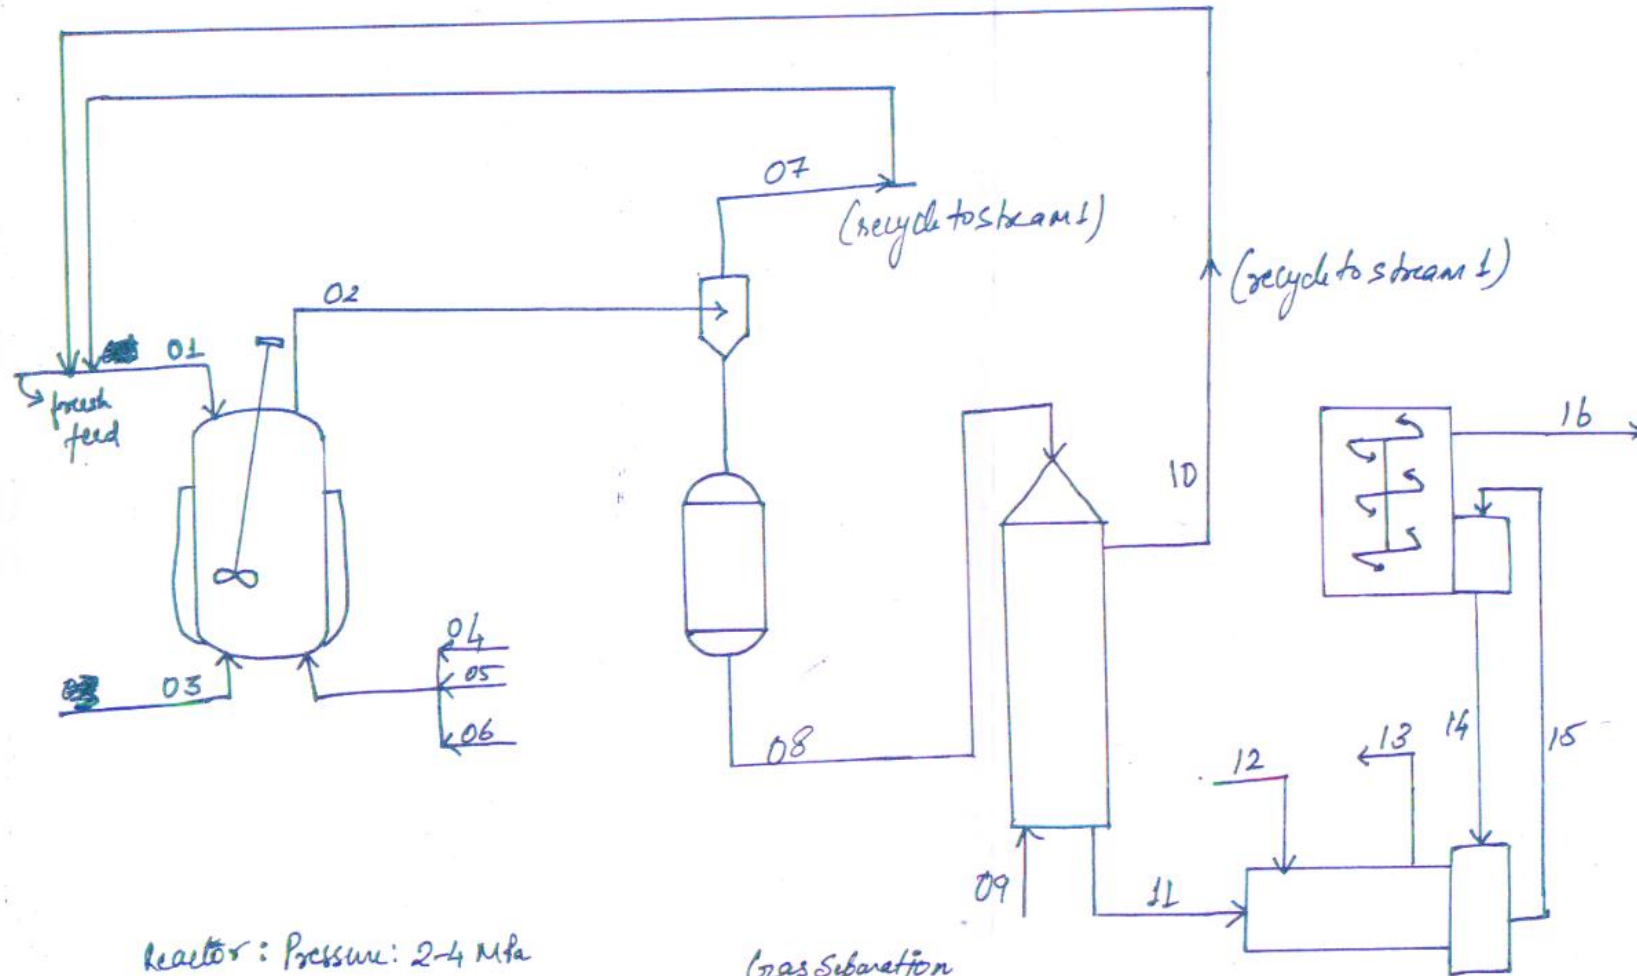 07
(recycle to stream 1)
(recycle to stream 1)
02
01
fresh
feed
16
10
04
05
03
06
08
14
13
15
12
09
11
Reactor: Pressure: 2-4 MPa
Gas Separation